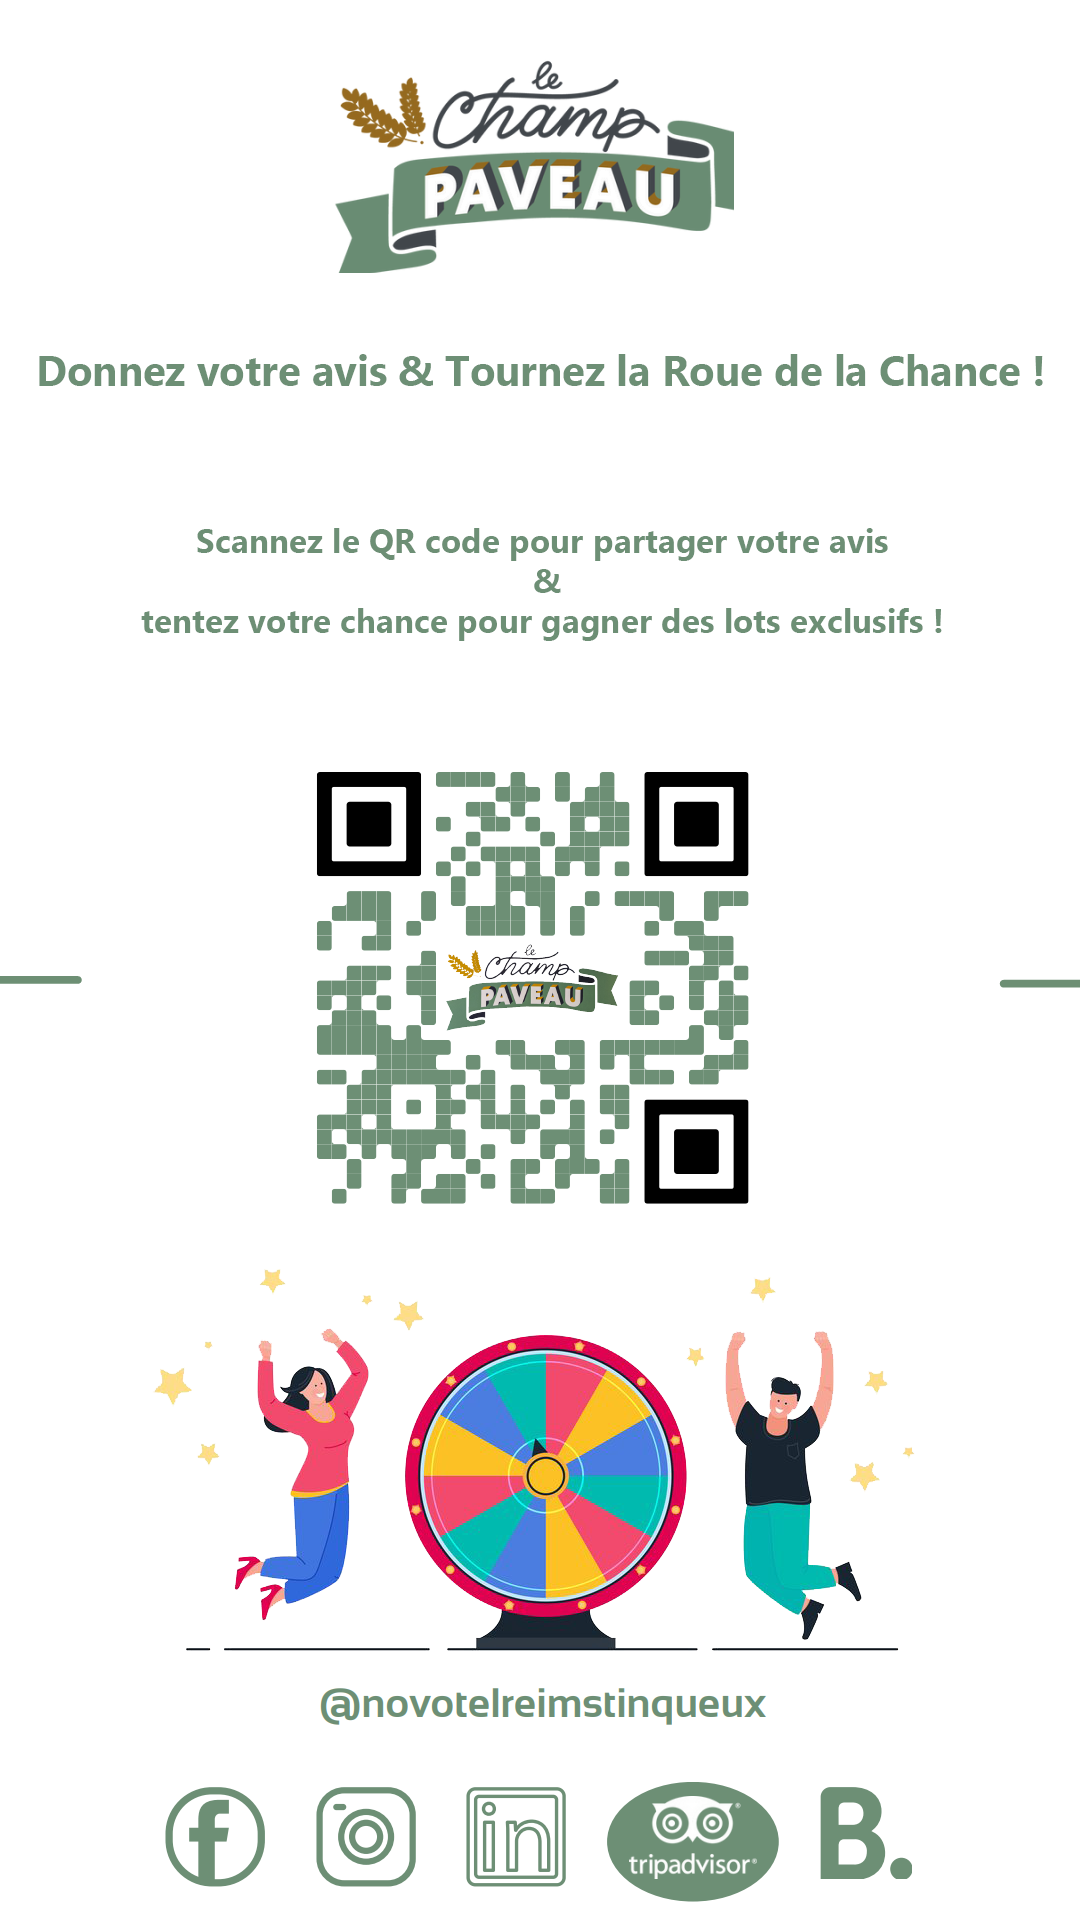 le
Champ
PAVEAU
Donnez votre avis & Tournez la Roue de la Chance !
Scannez le QR code pour partager votre avis
&
tentez votre chance pour gagner des lots exclusifs !
le
Champ
PAVEAU
@novotelreimstinqueux
f
in
tripadvisor®
B.